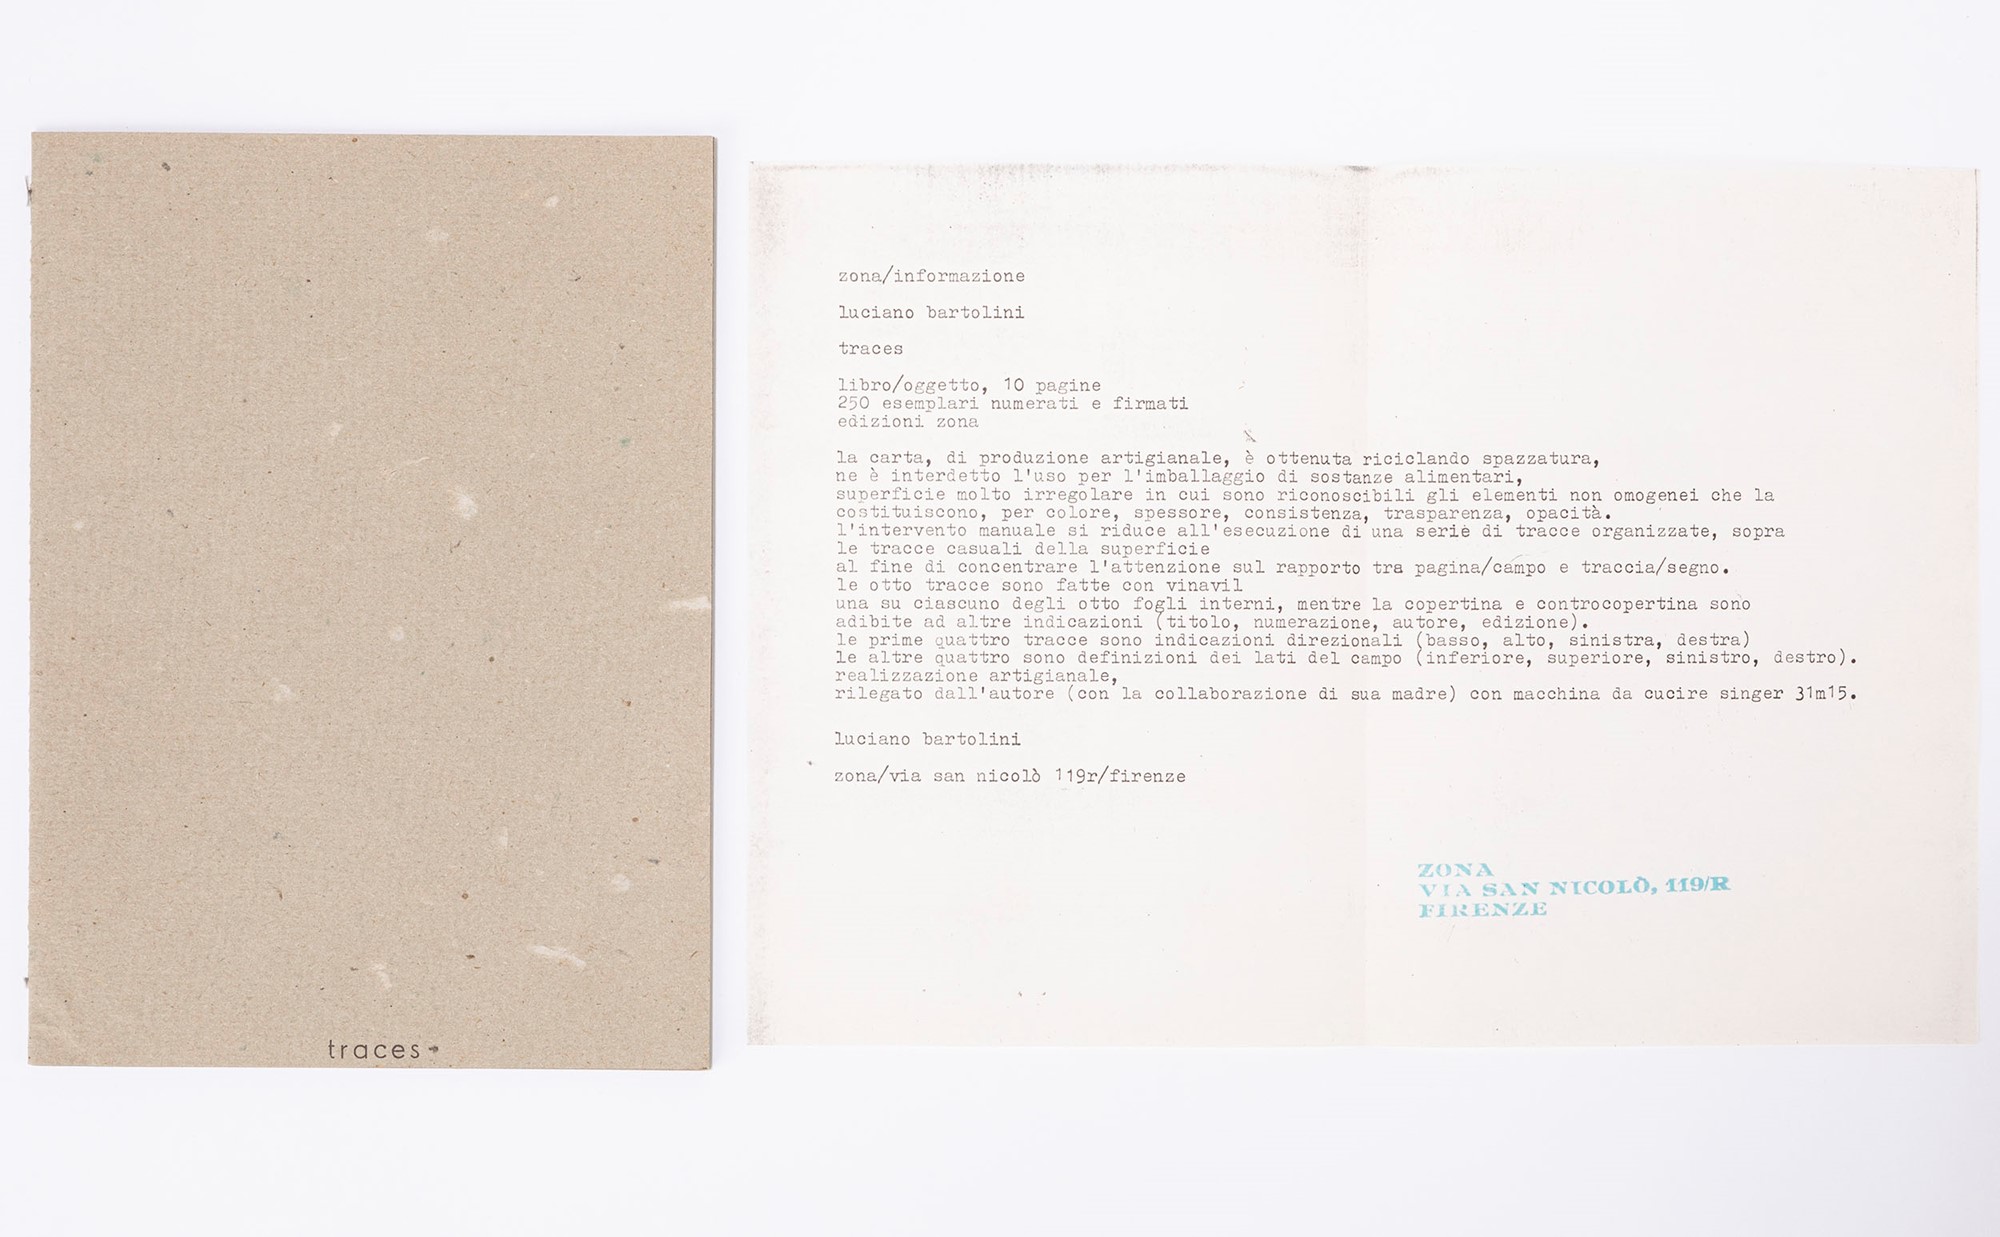 traces
zona/informazione
luciano bartolini
traces
libro/oggetto, 10 pagine
250 esemplari numerati e firmati
edizioni zona
la carta, di produzione artigianale, è ottenuta riciclando spazzatura,
ne è interdetto l'uso per l'imballaggio di sostanze alimentari,
superficie molto irregolare in cui sono riconoscibili gli elementi non omogenei che la
costituiscono, per colore, spessore, consistenza, trasparenza, opacità.
l'intervento manuale si riduce all'esecuzione di una serie di tracce organizzate, sopra
le tracce casuali della superficie
al fine di concentrare l'attenzione sul rapporto tra pagina/campo e traccia/segno.
le otto tracce sono fatte con vinavil
una su ciascuno degli otto fogli interni, mentre la copertina e controcopertina sono
adibite ad altre indicazioni (titolo, numerazione, autore, edizione).
le prime quattro tracce sono indicazioni direzionali (basso, alto, sinistra, destra)
le altre quattro sono definizioni dei lati del campo (inferiore, superiore, sinistro, destro).
realizzazione artigianale,
rilegato dall'autore (con la collaborazione di sua madre) con macchina da cucire singer 31m15.
luciano bartolini
zona/via san nicolò 119r/firenze
ZONA
VIA SAN NICOLÒ, 119/R
FIRENZE